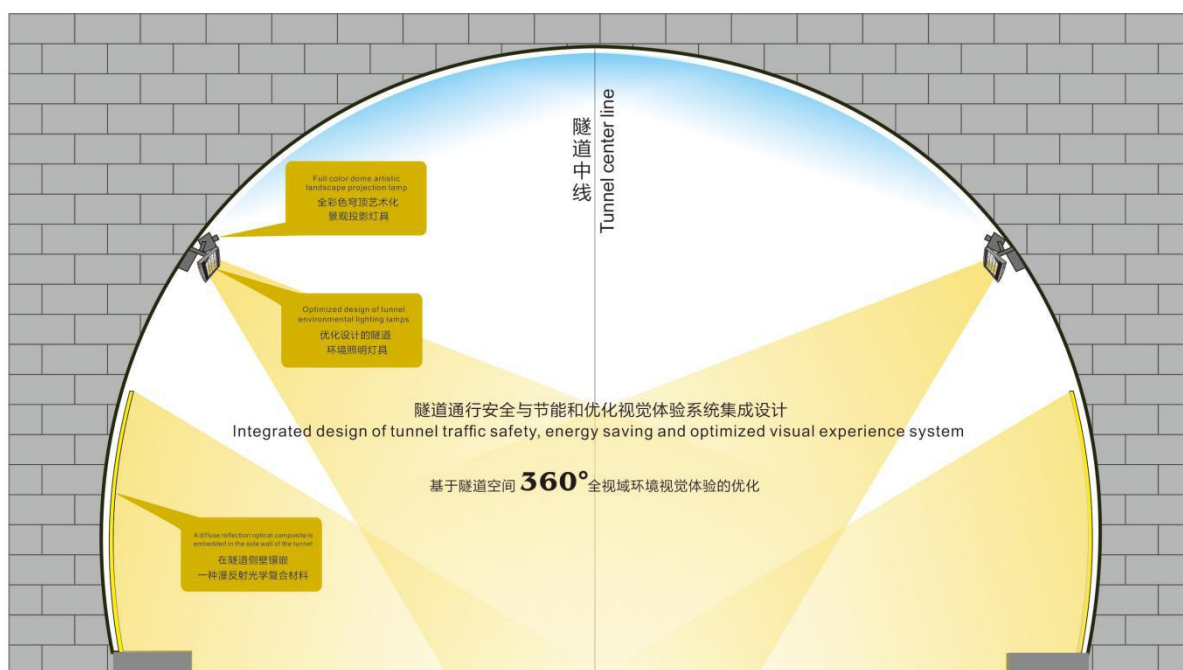 隧道中线
Tunnel center line
Full color dome artistic
landscape projection lamp
全彩色穹顶艺术化
景观投影灯具
Optimized design of tunnel
environmental lighting lamps
优化设计的隧道
环境照明灯具
隧道通行安全与节能和优化视觉体验系统集成设计
Integrated design of tunnel traffic safety, energy saving and optimized visual experience system
基于隧道空间 360° 全视域环境视觉体验的优化
A diffuse reflection optical composite is
embedded in the side wall of the tunnel
在隧道侧壁镶嵌
一种漫反射光学复合材料